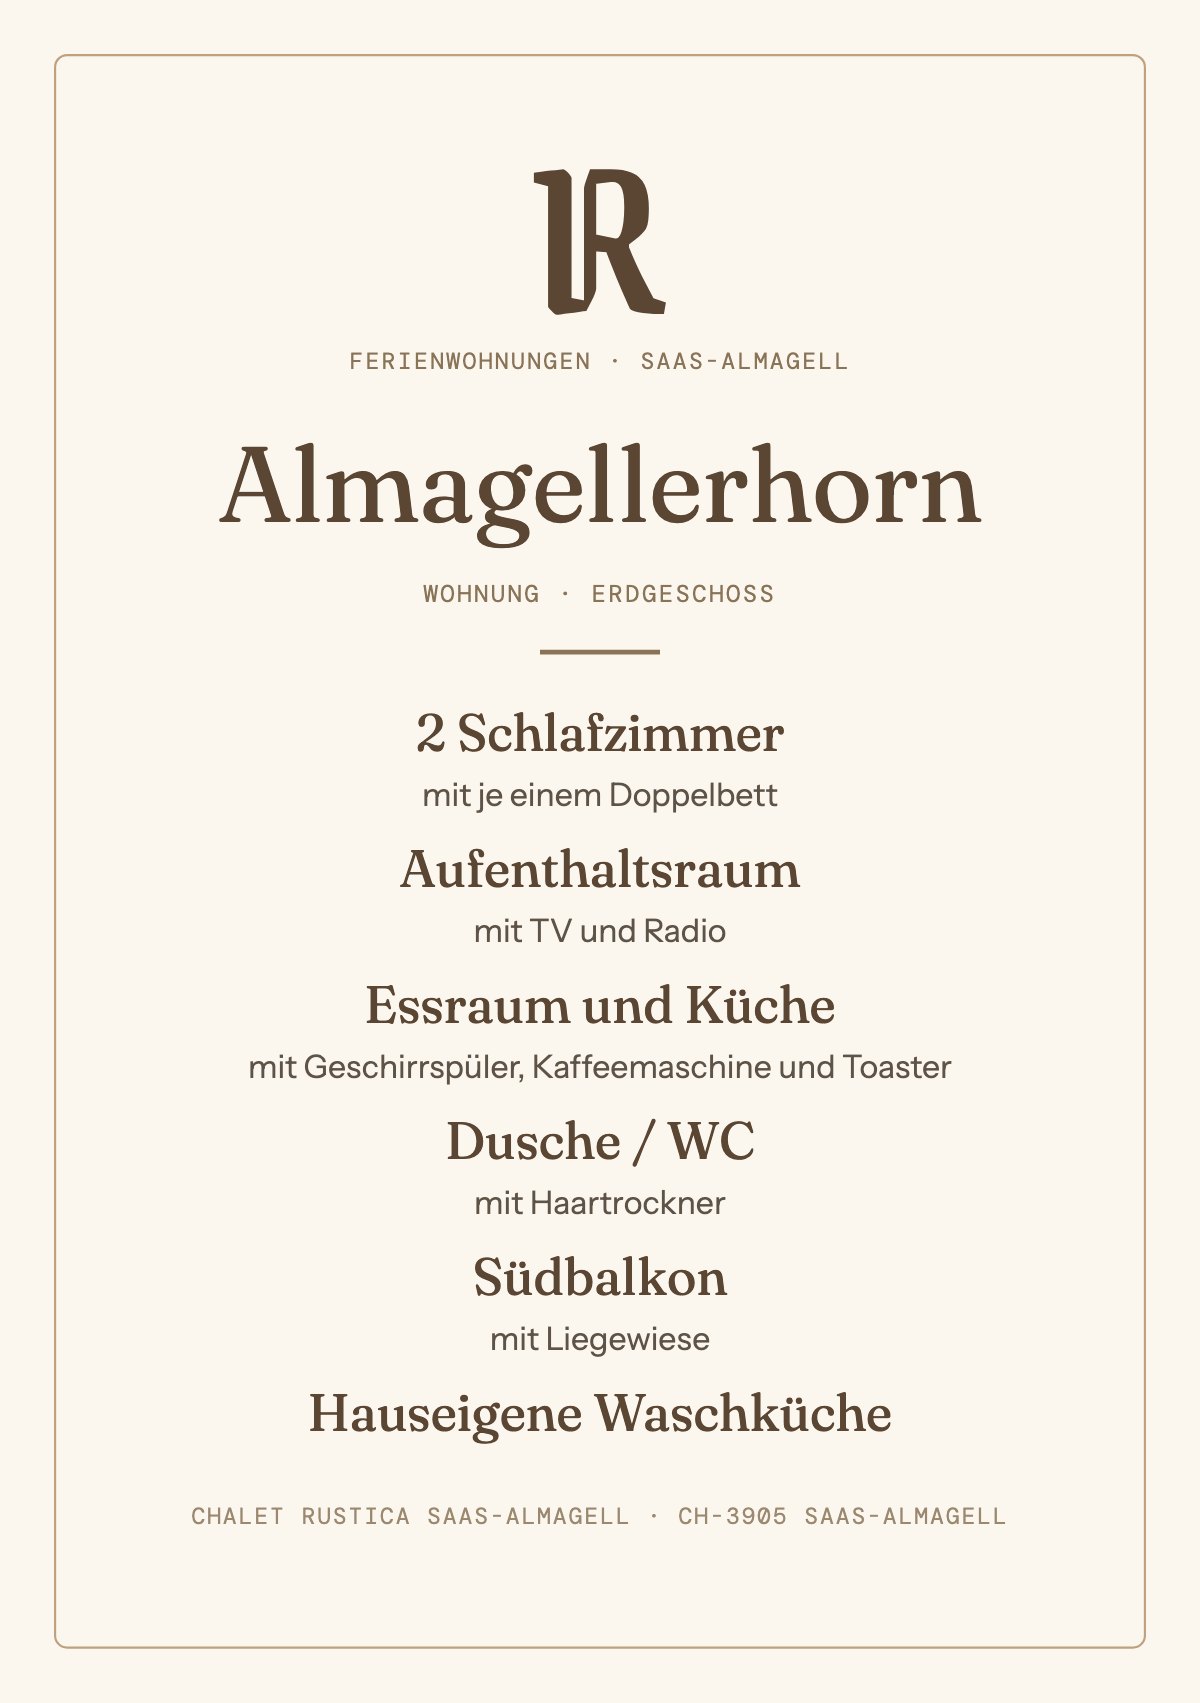 R
FERIENWOHNUNGEN · SAAS-ALMAGELL
Almagellerhorn
WOHNUNG · ERDGESCHOSS
2 Schlafzimmer
mit je einem Doppelbett
Aufenthaltsraum
mit TV und Radio
Essraum und Küche
mit Geschirrspüler, Kaffeemaschine und Toaster
Dusche / WC
mit Haartrockner
Südbalkon
mit Liegewiese
Hauseigene Waschküche
CHALET RUSTICA SAAS-ALMAGELL · CH-3905 SAAS-ALMAGELL